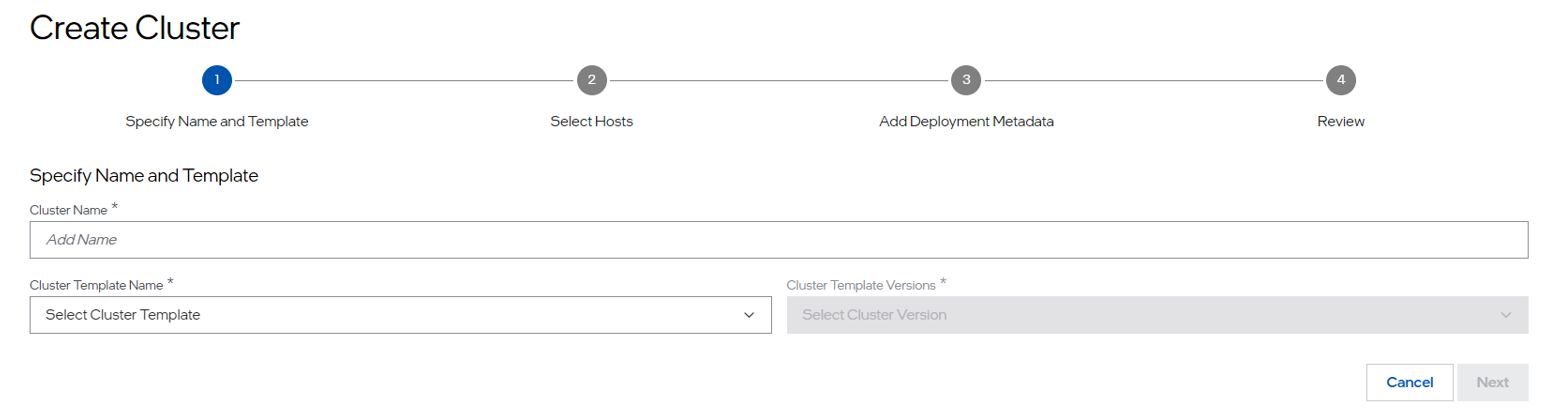 Create Cluster
1 2 3 4
Specify Name and Template Select Hosts Add Deployment Metadata Review
Specify Name and Template
Cluster Name *
Add Name
Cluster Template Name * Cluster Template Versions *
Select Cluster Template Select Cluster Version
Cancel Next